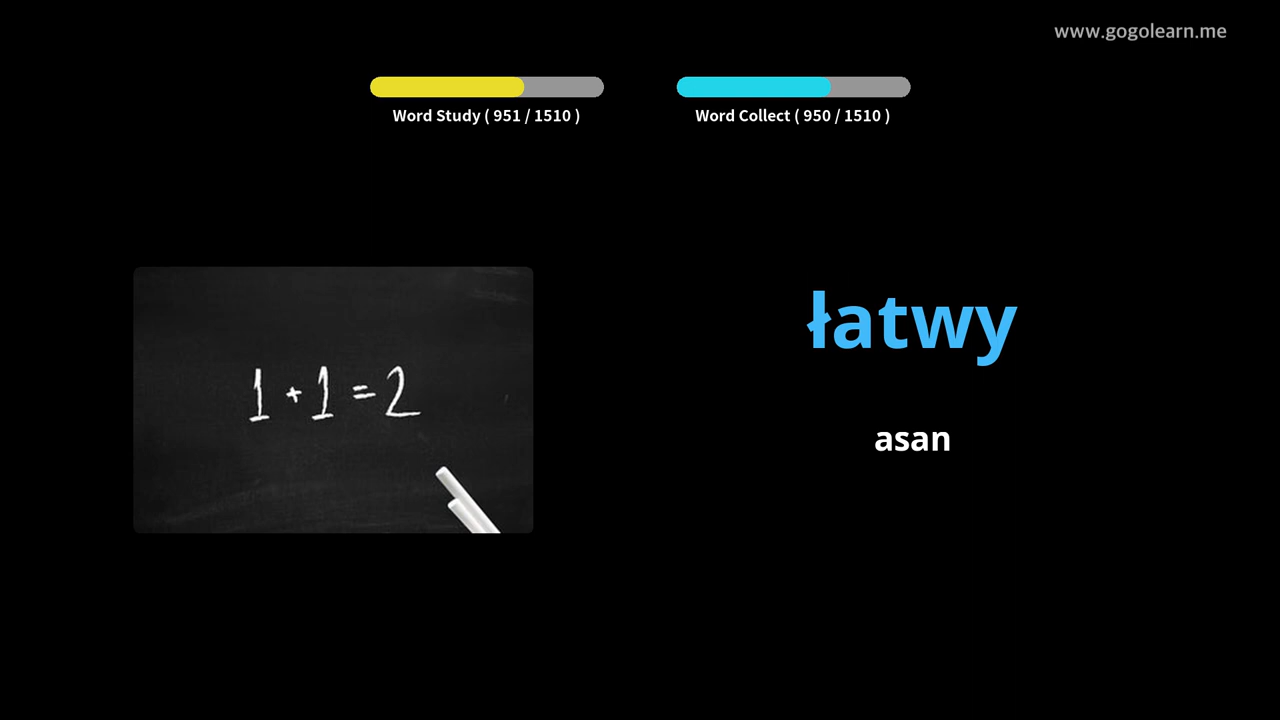 www.gogolearn.me
Word Study ( 951 / 1510 )
Word Collect ( 950 / 1510 )
1 + 1 = 2
łatwy
asan